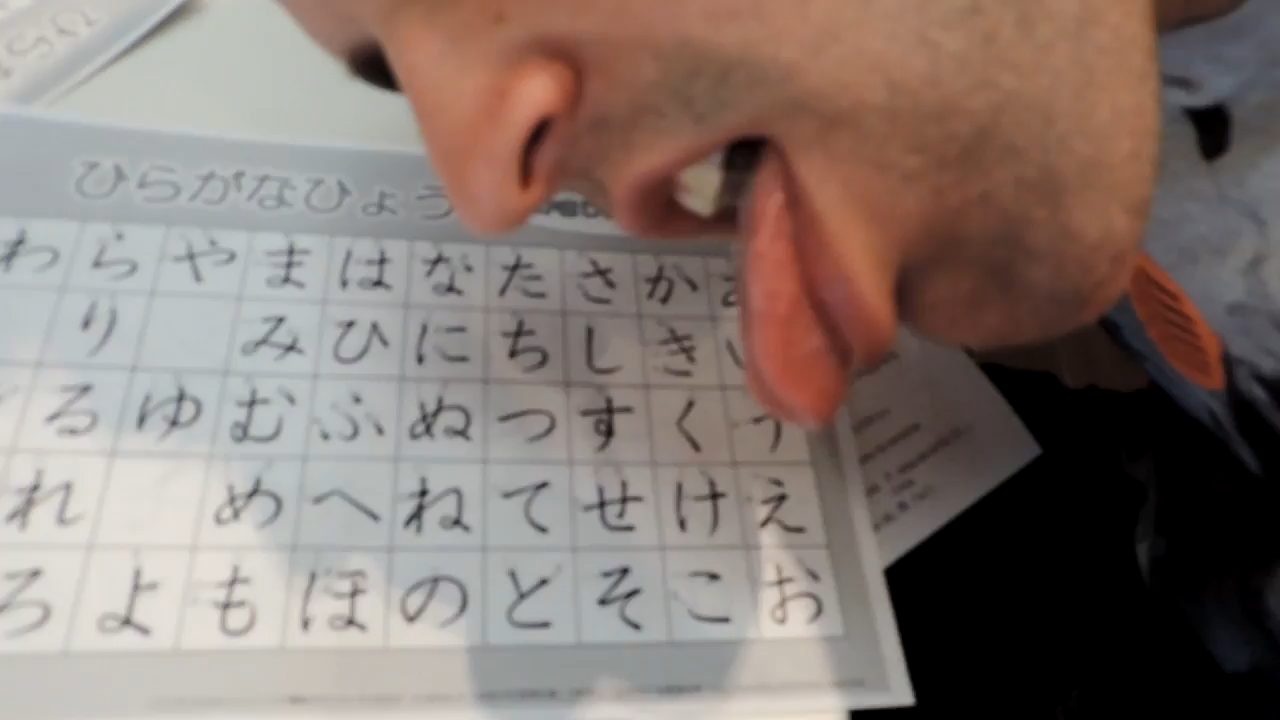 ひらがなひょう
わ ら や ま は な た さ か
り み ひ に ち し き
る ゆ む ふ ぬ つ す く う
れ め へ ね て せ け え
ろ よ も ほ の と そ こ お